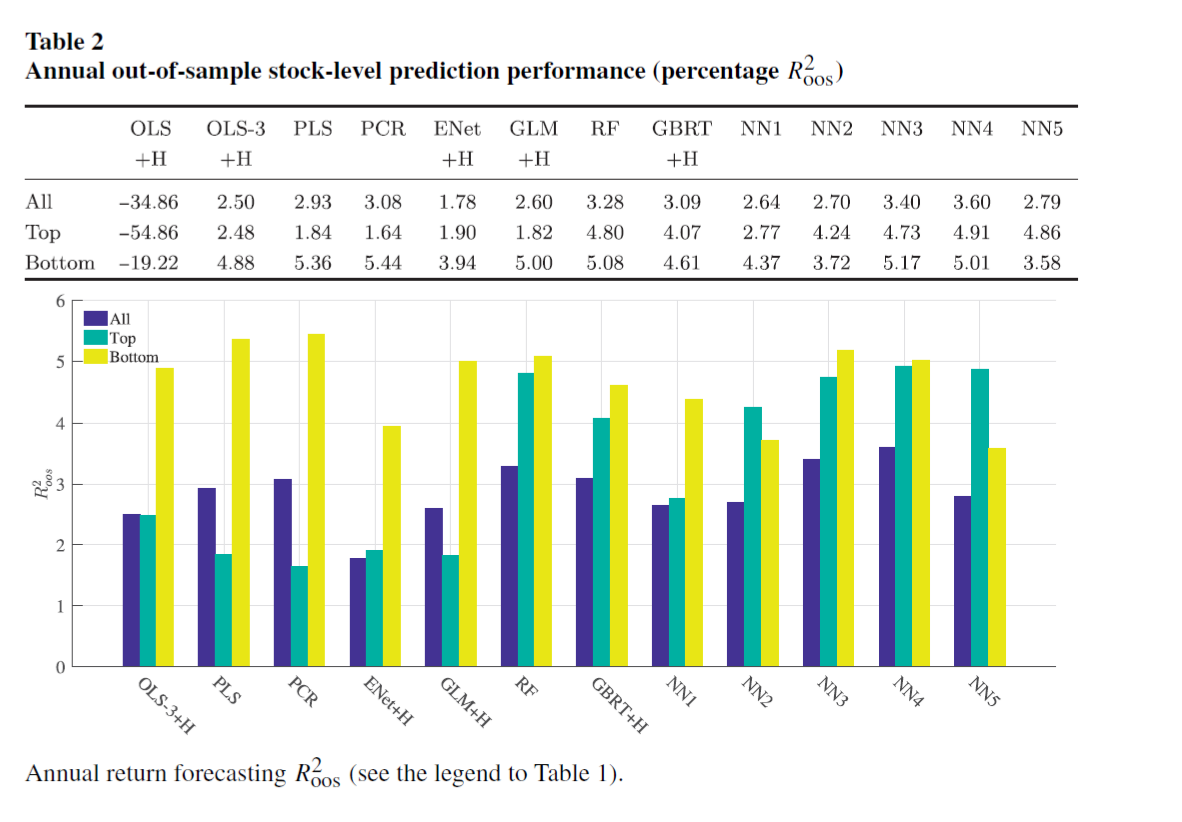 Table 2
Annual out-of-sample stock-level prediction performance (percentage R²oos)
OLS OLS-3 PLS PCR ENet GLM RF GBRT NN1 NN2 NN3 NN4 NN5
+H +H +H +H +H
All −34.86 2.50 2.93 3.08 1.78 2.60 3.28 3.09 2.64 2.70 3.40 3.60 2.79
Top −54.86 2.48 1.84 1.64 1.90 1.82 4.80 4.07 2.77 4.24 4.73 4.91 4.86
Bottom −19.22 4.88 5.36 5.44 3.94 5.00 5.08 4.61 4.37 3.72 5.17 5.01 3.58
6
All
Top
Bottom
5
4
R²oos
3
2
1
0
OLS-3+H PLS PCR ENet+H GLM+H RF GBRT+H NN1 NN2 NN3 NN4 NN5
Annual return forecasting R²oos (see the legend to Table 1).